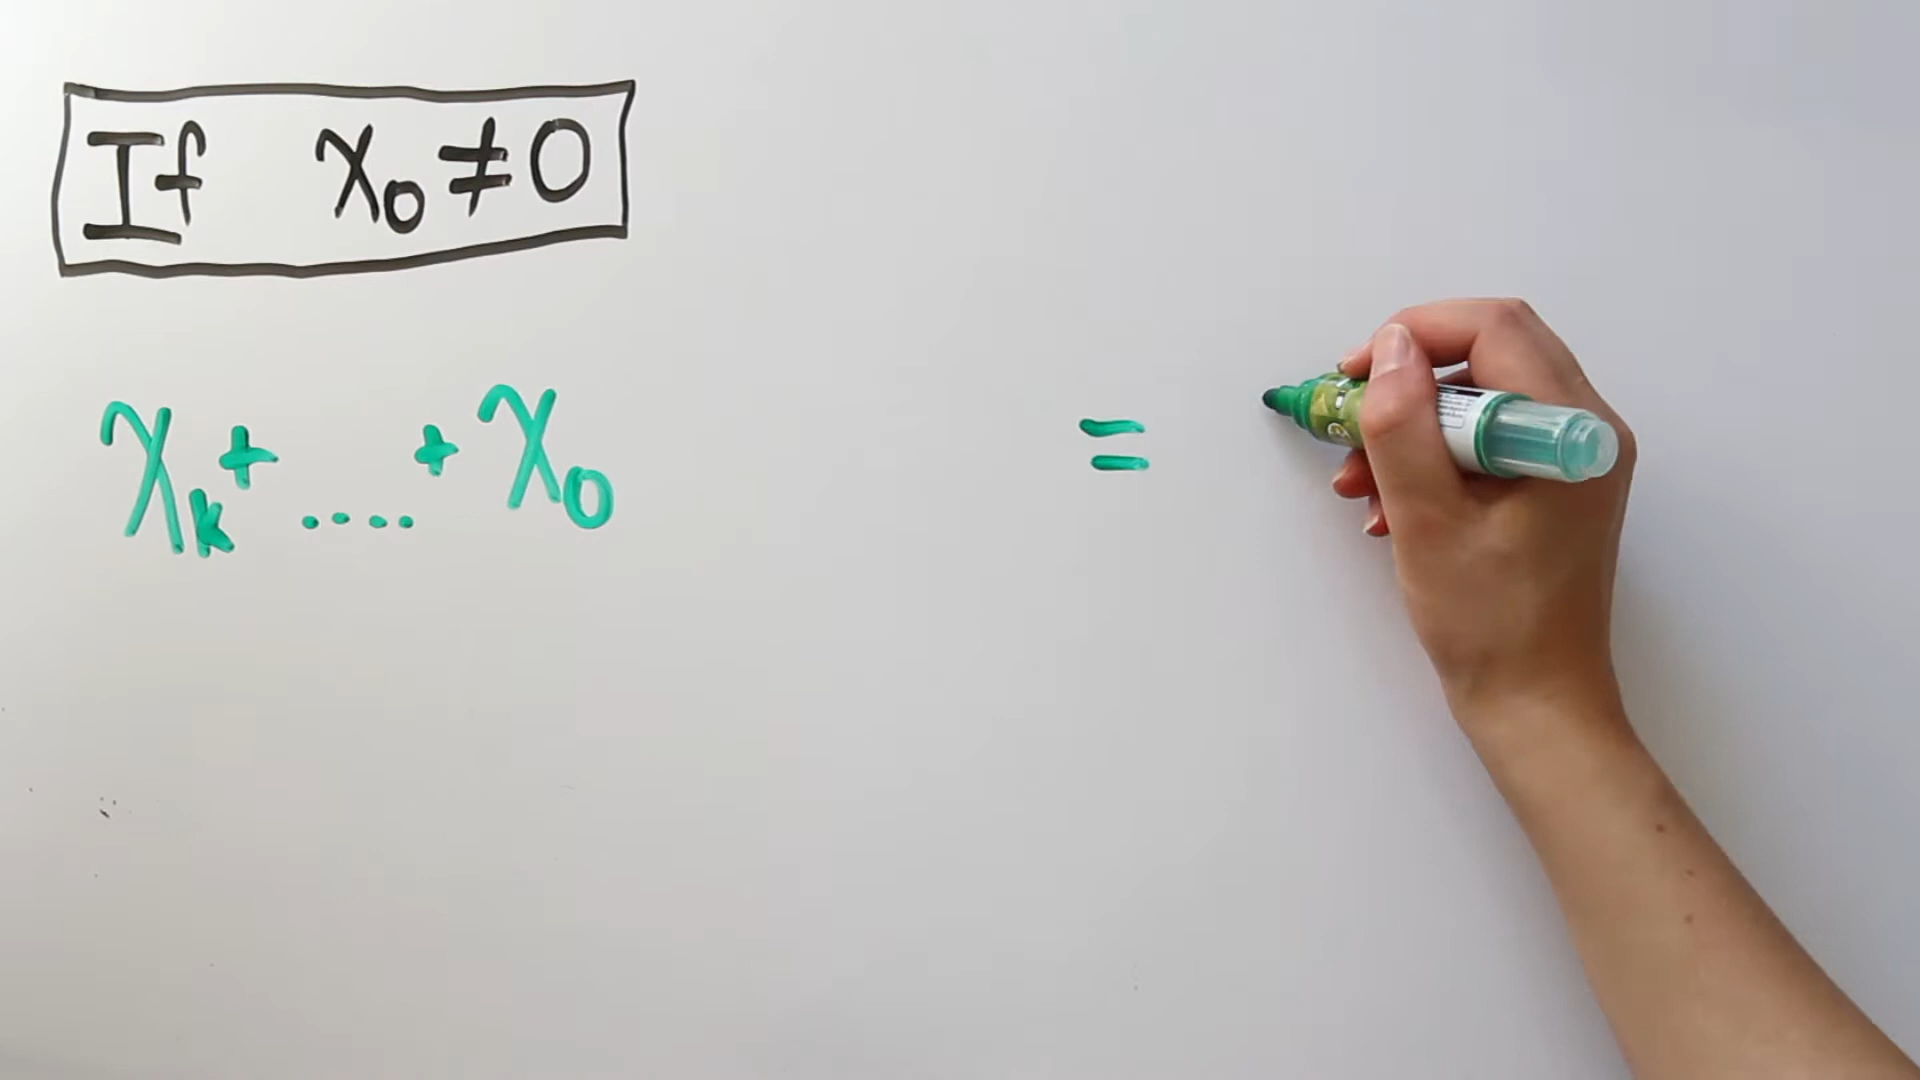 If x₀ ≠ 0
xₖ + .... + x₀ =